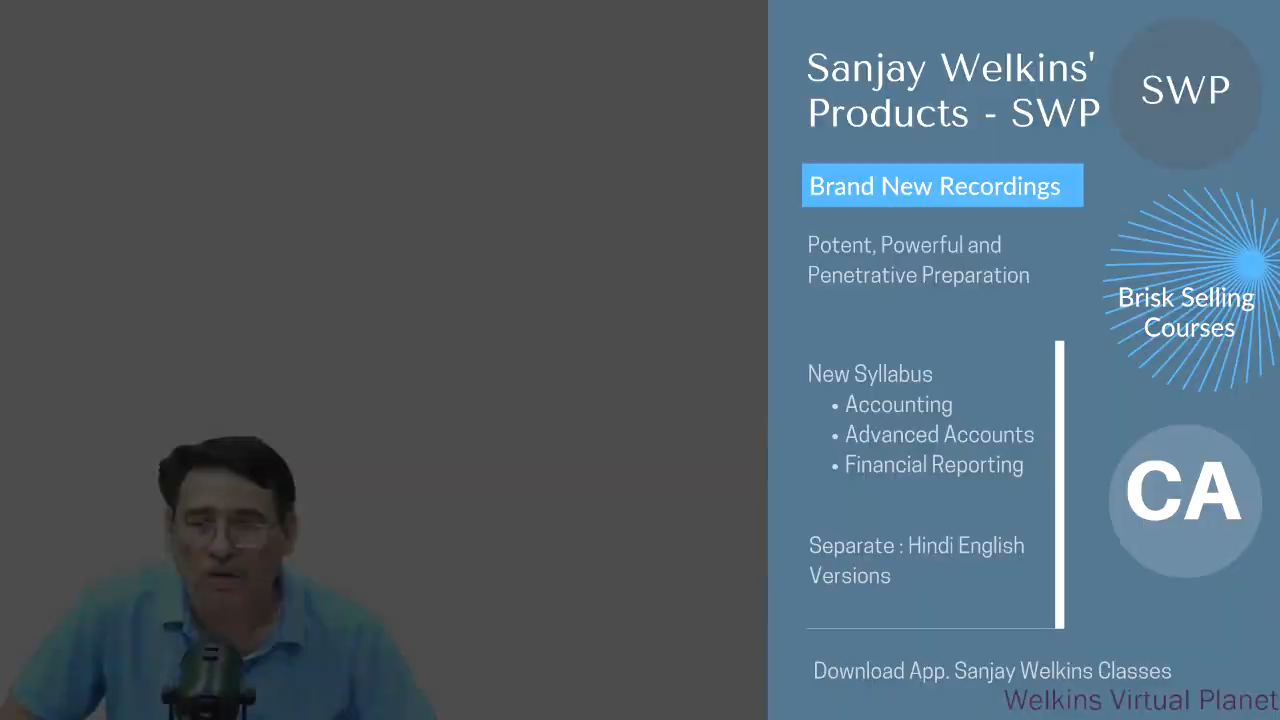 Sanjay Welkins'
Products - SWP
SWP
Brand New Recordings
Potent, Powerful and
Penetrative Preparation
Brisk Selling
Courses
New Syllabus
• Accounting
• Advanced Accounts
• Financial Reporting
CA
Separate : Hindi English
Versions
Download App. Sanjay Welkins Classes
Welkins Virtual Planet